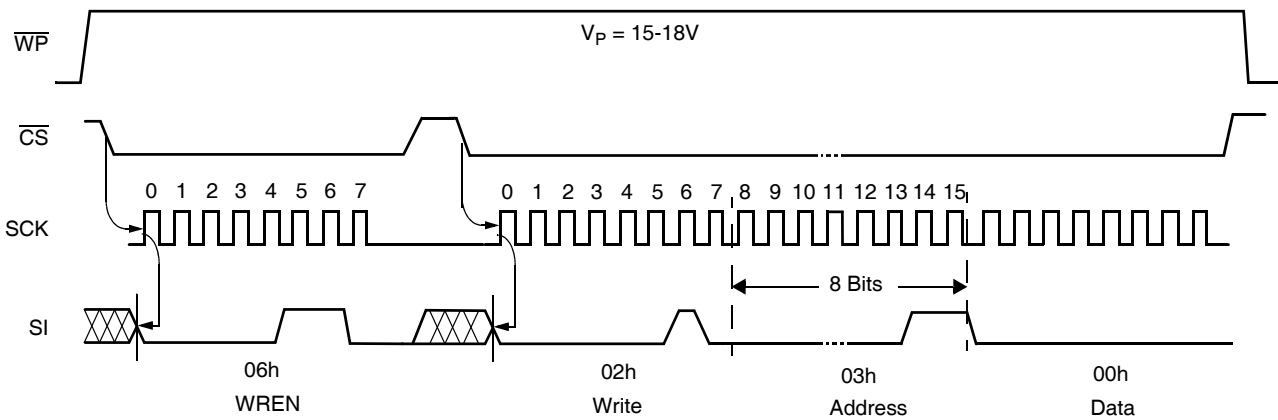 WP
V_P = 15-18V
CS
0 1 2 3 4 5 6 7 0 1 2 3 4 5 6 7 8 9 10 11 12 13 14 15
SCK
8 Bits
SI
06h 02h 03h 00h
WREN Write Address Data